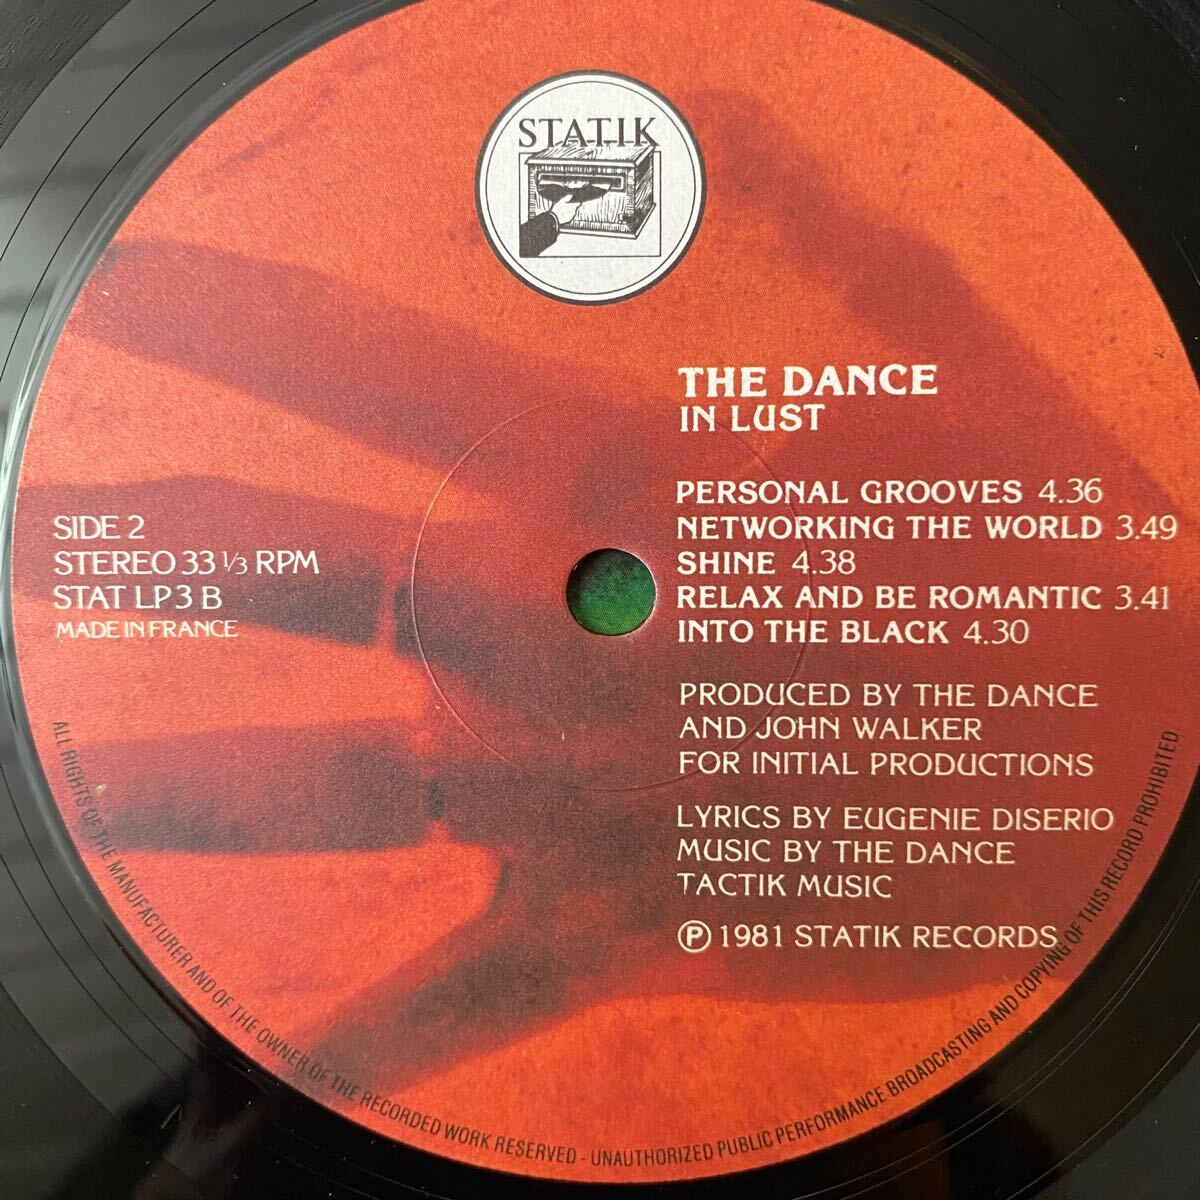 STATIK
THE DANCE
IN LUST
PERSONAL GROOVES 4.36
NETWORKING THE WORLD 3.49
SHINE 4.38
RELAX AND BE ROMANTIC 3.41
INTO THE BLACK 4.30
SIDE 2
STEREO 33 1/3 RPM
STAT LP 3 B
MADE IN FRANCE
PRODUCED BY THE DANCE
AND JOHN WALKER
FOR INITIAL PRODUCTIONS
LYRICS BY EUGENIE DISERIO
MUSIC BY THE DANCE
TACTIK MUSIC
Ⓟ 1981 STATIK RECORDS
ALL RIGHTS OF THE MANUFACTURER AND OF THE OWNER OF THE RECORDED WORK RESERVED - UNAUTHORIZED PUBLIC PERFORMANCE BROADCASTING AND COPYING OF THIS RECORD PROHIBITED